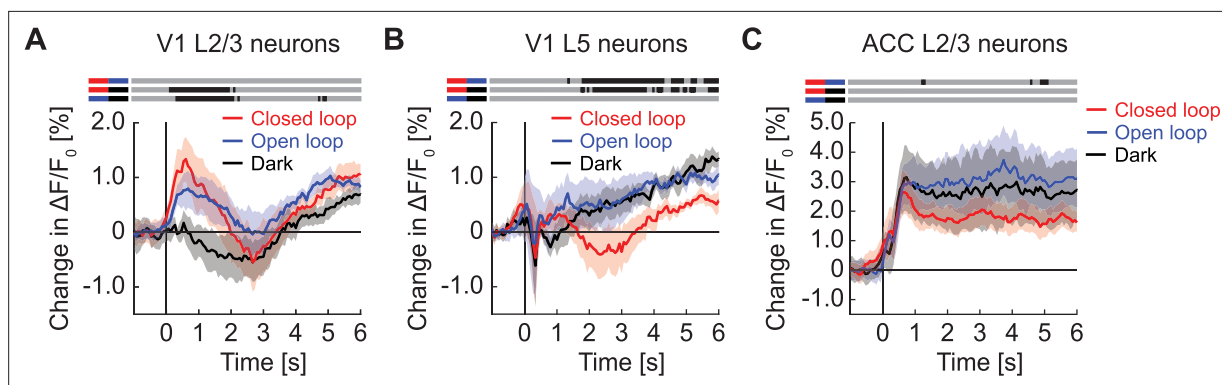 A
V1 L2/3 neurons
Closed loop
Open loop
Dark
Change in ΔF/F0 [%]
2.0
1.0
0
-1.0
0 1 2 3 4 5 6
Time [s]
B
V1 L5 neurons
Closed loop
Open loop
Dark
Change in ΔF/F0 [%]
2.0
1.0
0
-1.0
0 1 2 3 4 5 6
Time [s]
C
ACC L2/3 neurons
Closed loop
Open loop
Dark
Change in ΔF/F0 [%]
5.0
4.0
3.0
2.0
1.0
0
-1.0
0 1 2 3 4 5 6
Time [s]